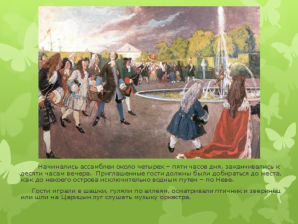 Начинались ассамблеи около четырех – пяти часов дня, заканчивались к
десяти часам вечера. Приглашенные гости должны были добираться до места,
как до некоего острова исключительно водным путем – по Неве.
Гости играли в шашки, гуляли по аллеям, осматривали птичник и зверинец
или шли на Царицын луг слушать музыку оркестра.